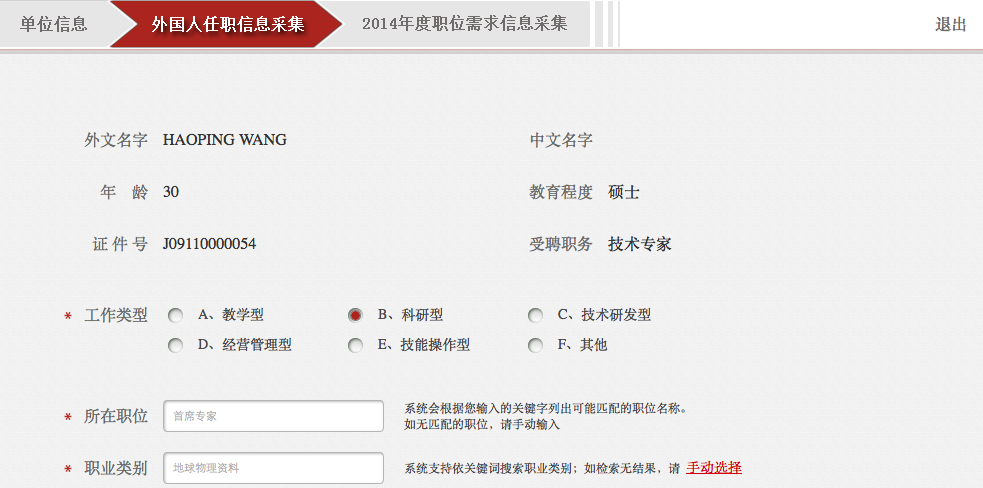 单位信息 外国人任职信息采集 2014年度职位需求信息采集 退出
外文名字 HAOPING WANG 中文名字
年 龄 30 教育程度 硕士
证 件 号 J09110000054 受聘职务 技术专家
* 工作类型 A、教学型 B、科研型 C、技术研发型
D、经营管理型 E、技能操作型 F、其他
* 所在职位 首席专家 系统会根据您输入的关键字列出可能匹配的职位名称。
如无匹配的职位，请手动输入
* 职业类别 地球物理资料 系统支持依关键词搜索职业类别；如检索无结果，请 手动选择